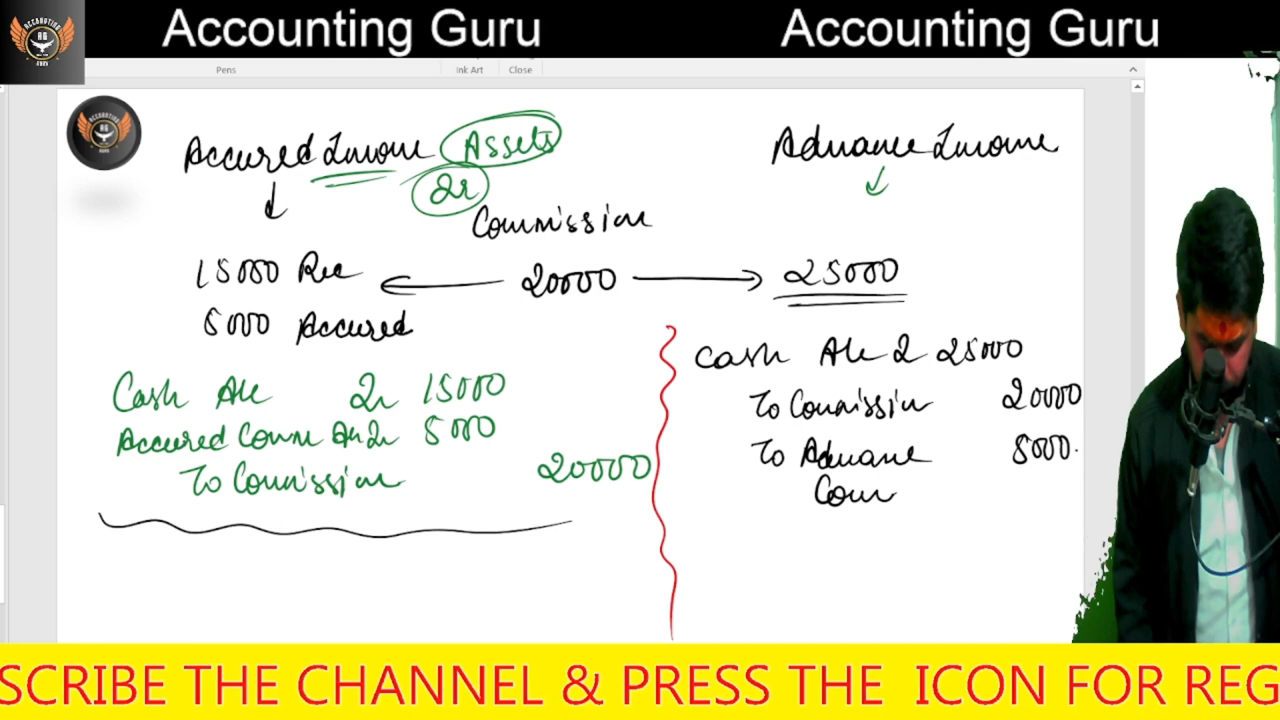 Accounting Guru
Accounting Guru
Pens
Ink Art
Close
Accured Income Assets
Dr
Advance Income
Commission
15000 Rec
20000
25000
5000 Accured
Cash A/c Dr 15000
Accured Comm A/c Dr 5000
To Commission 20000
Cash A/c D 25000
To Commission 20000
To Advance 5000.
Com
SCRIBE THE CHANNEL & PRESS THE ICON FOR REG